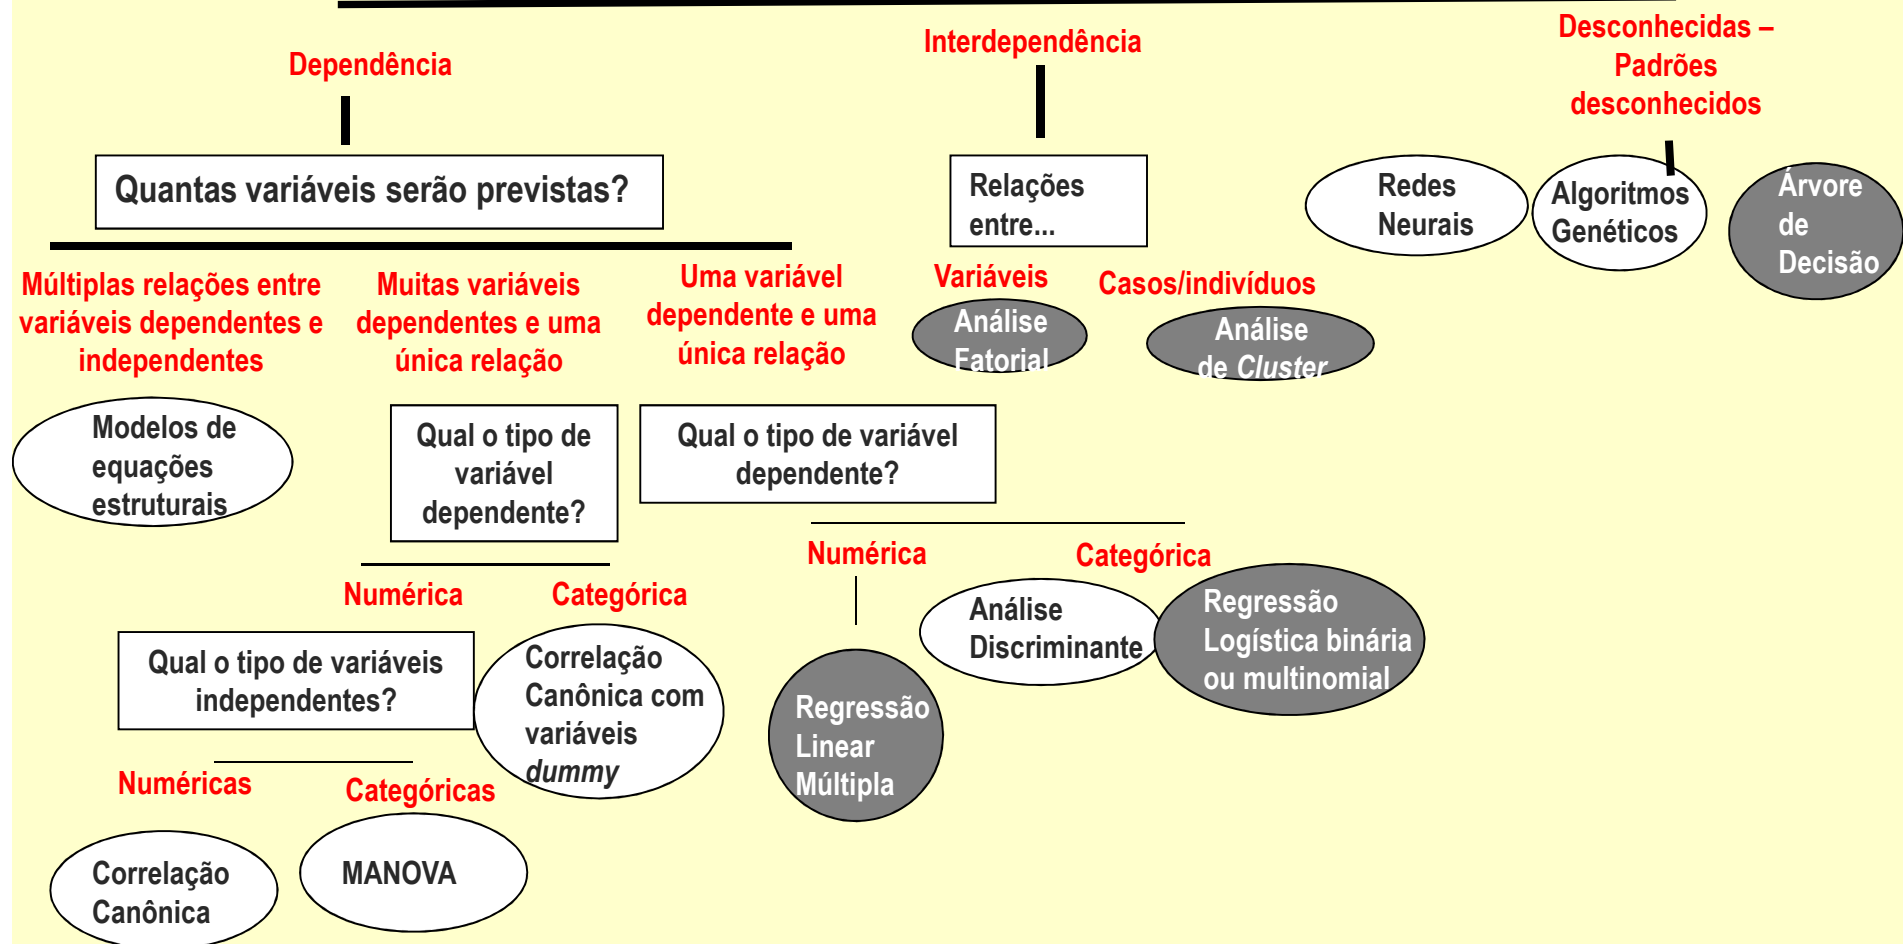 Dependência
Interdependência
Desconhecidas –
Padrões
desconhecidos
Quantas variáveis serão previstas?
Relações
entre...
Redes
Neurais
Algoritmos
Genéticos
Árvore
de
Decisão
Múltiplas relações entre
variáveis dependentes e
independentes
Muitas variáveis
dependentes e uma
única relação
Uma variável
dependente e uma
única relação
Variáveis
Casos/indivíduos
Análise
Fatorial
Análise
de Cluster
Modelos de
equações
estruturais
Qual o tipo de
variável
dependente?
Qual o tipo de variável
dependente?
Numérica
Categórica
Numérica
Categórica
Qual o tipo de variáveis
independentes?
Correlação
Canônica com
variáveis
dummy
Regressão
Linear
Múltipla
Análise
Discriminante
Regressão
Logística binária
ou multinomial
Numéricas
Categóricas
Correlação
Canônica
MANOVA